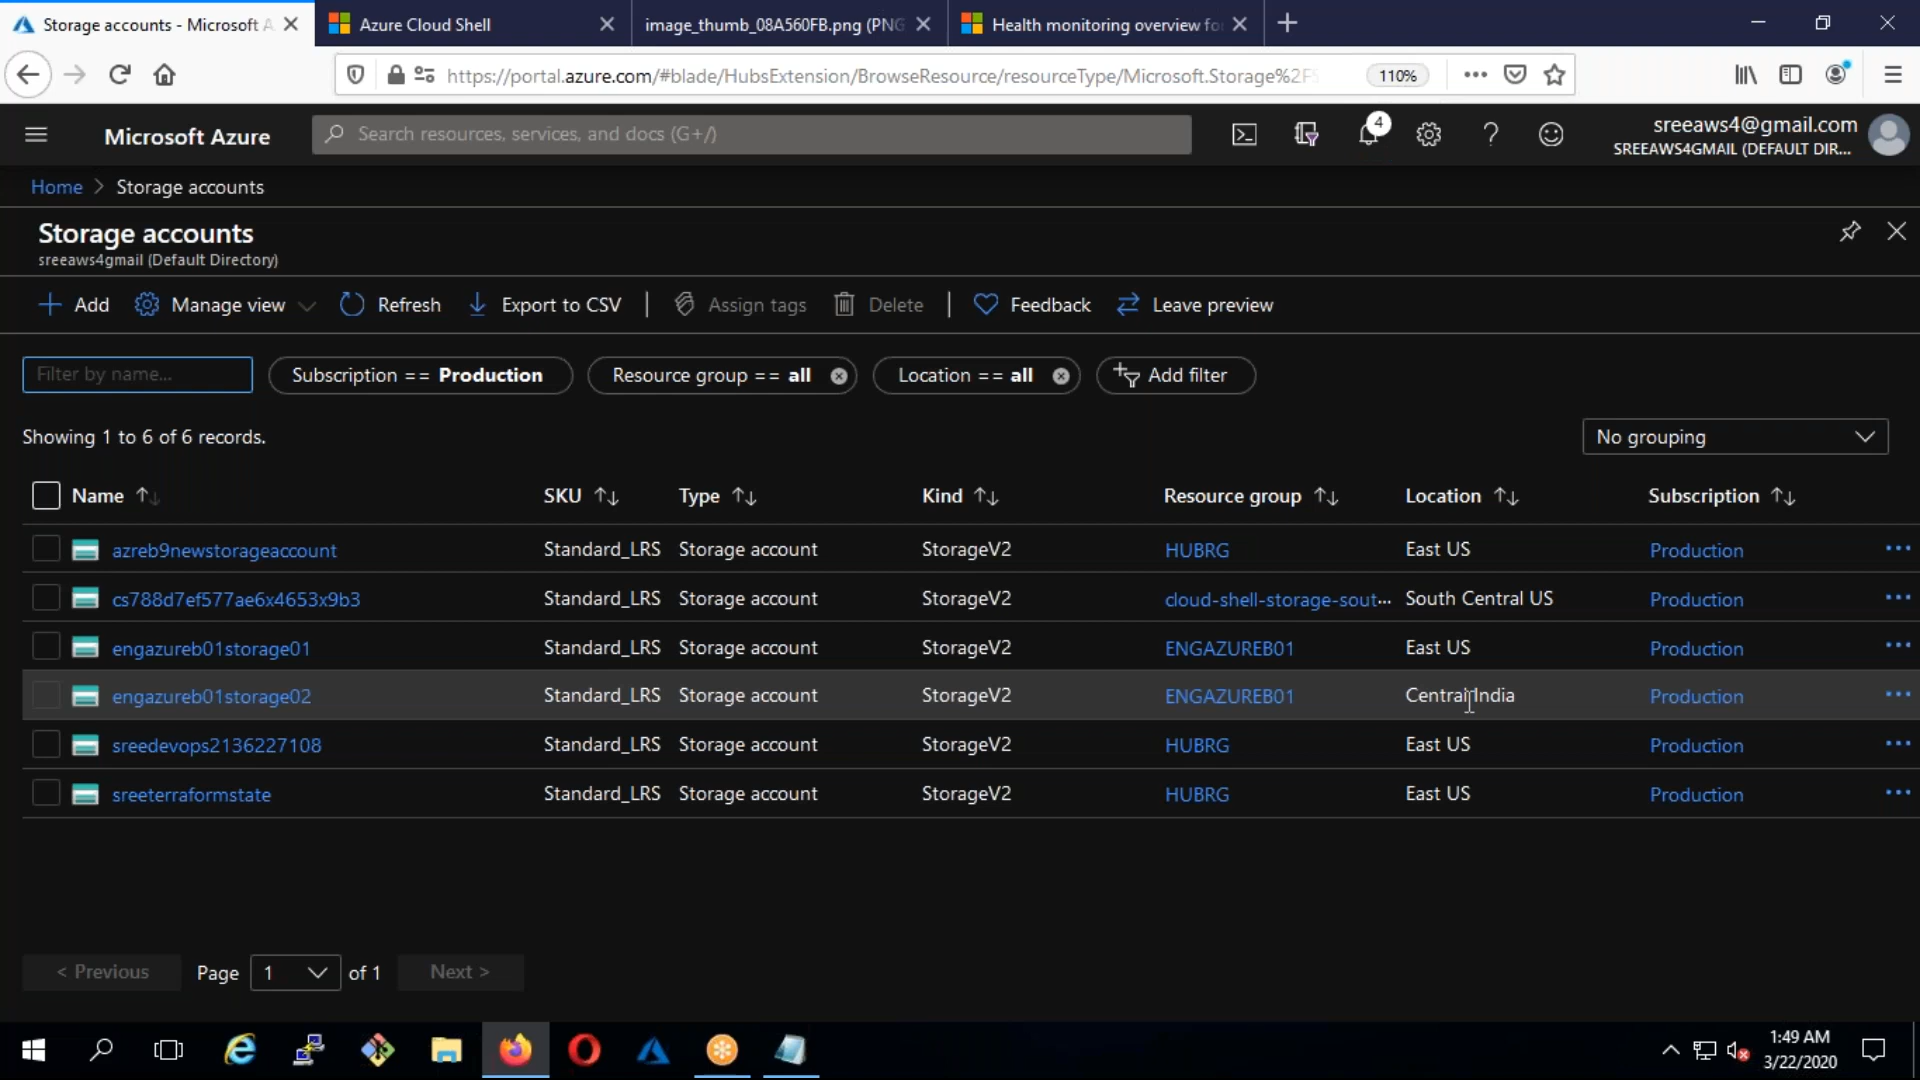 Storage accounts - Microsoft A
Azure Cloud Shell
image_thumb_08A560FB.png (PNG
Health monitoring overview fo
https://portal.azure.com/#blade/HubsExtension/BrowseResource/resourceType/Microsoft.Storage%2FS
110%
Microsoft Azure
Search resources, services, and docs (G+/)
4
sreeaws4@gmail.com
SREEAWS4GMAIL (DEFAULT DIR...
Home > Storage accounts
Storage accounts
sreeaws4gmail (Default Directory)
Add
Manage view
Refresh
Export to CSV
Assign tags
Delete
Feedback
Leave preview
Filter by name...
Subscription == Production
Resource group == all
Location == all
Add filter
Showing 1 to 6 of 6 records.
No grouping
Name SKU Type Kind Resource group Location Subscription
azreb9newstorageaccount Standard_LRS Storage account StorageV2 HUBRG East US Production
cs788d7ef577ae6x4653x9b3 Standard_LRS Storage account StorageV2 cloud-shell-storage-sout... South Central US Production
engazureb01storage01 Standard_LRS Storage account StorageV2 ENGAZUREB01 East US Production
engazureb01storage02 Standard_LRS Storage account StorageV2 ENGAZUREB01 Central India Production
sreedevops2136227108 Standard_LRS Storage account StorageV2 HUBRG East US Production
sreeterraformstate Standard_LRS Storage account StorageV2 HUBRG East US Production
< Previous
Page 1 of 1
Next >
1:49 AM
3/22/2020